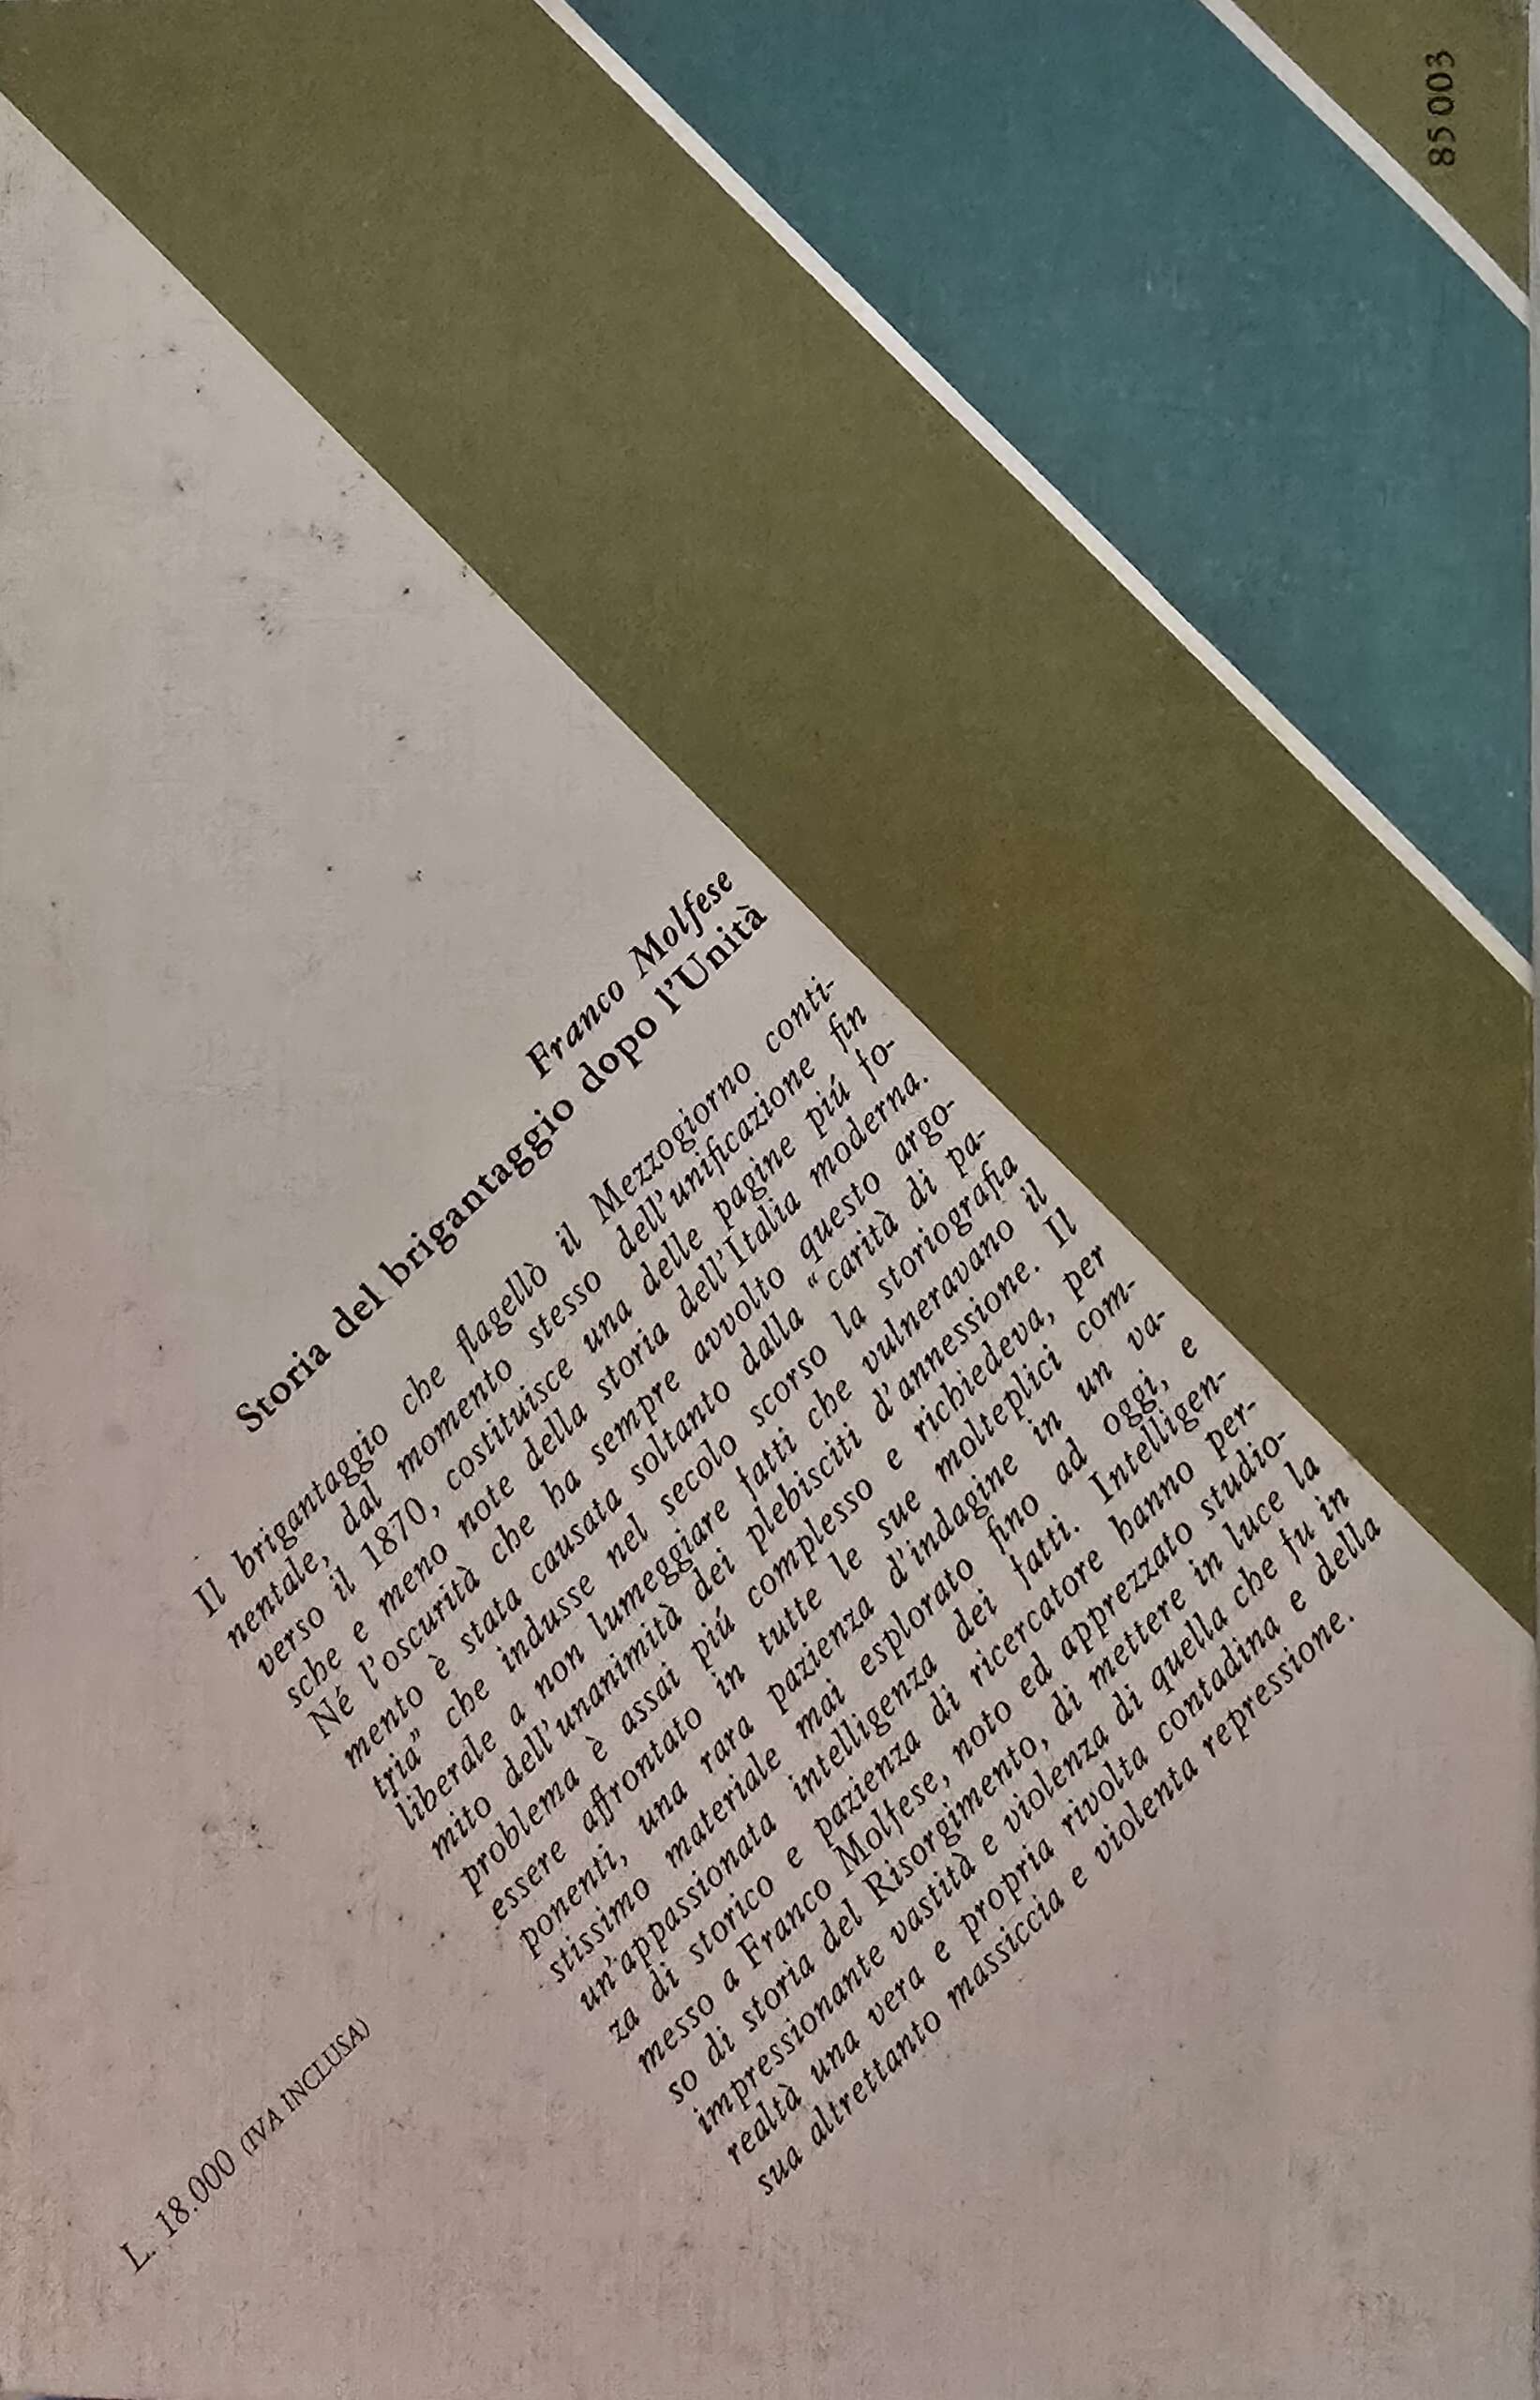 85 003
Franco Molfese
Storia del brigantaggio dopo l'Unità
Il brigantaggio che flagellò il Mezzogiorno conti-
nentale, dal momento stesso dell'unificazione fin
verso il 1870, costituisce una delle pagine piú fo-
sche e meno note della storia dell'Italia moderna.
Né l'oscurità che ha sempre avvolto questo argo-
mento è stata causata soltanto dalla "carità di pa-
tria" che indusse nel secolo scorso la storiografia
liberale a non lumeggiare fatti che vulneravano il
mito dell'unanimità dei plebisciti d'annessione. Il
problema è assai piú complesso e richiedeva, per
essere affrontato in tutte le sue molteplici com-
ponenti, una rara pazienza d'indagine in un va-
stissimo materiale mai esplorato fino ad oggi, e
un'appassionata intelligenza dei fatti. Intelligen-
za di storico e pazienza di ricercatore hanno per-
messo a Franco Molfese, noto ed apprezzato studio-
so di storia del Risorgimento, di mettere in luce la
impressionante vastità e violenza di quella che fu in
realtà una vera e propria rivolta contadina e della
sua altrettanto massiccia e violenta repressione.
L. 18.000 (IVA INCLUSA)